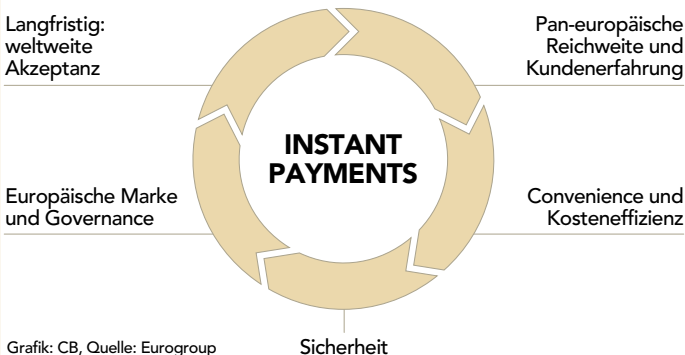 Langfristig:
weltweite
Akzeptanz
Pan-europäische
Reichweite und
Kundenerfahrung
INSTANT
PAYMENTS
Europäische Marke
und Governance
Convenience und
Kosteneffizienz
Sicherheit
Grafik: CB, Quelle: Eurogroup